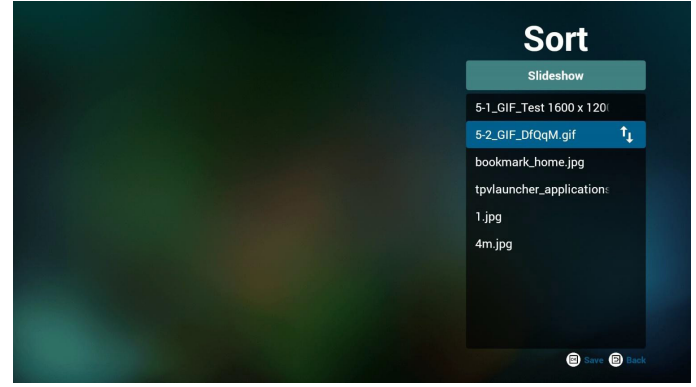 Sort
Slideshow
5-1_GIF_Test 1600 x 120
5-2_GIF_DfQqM.gif
bookmark_home.jpg
tpvlauncher_applications
1.jpg
4m.jpg
Save Back